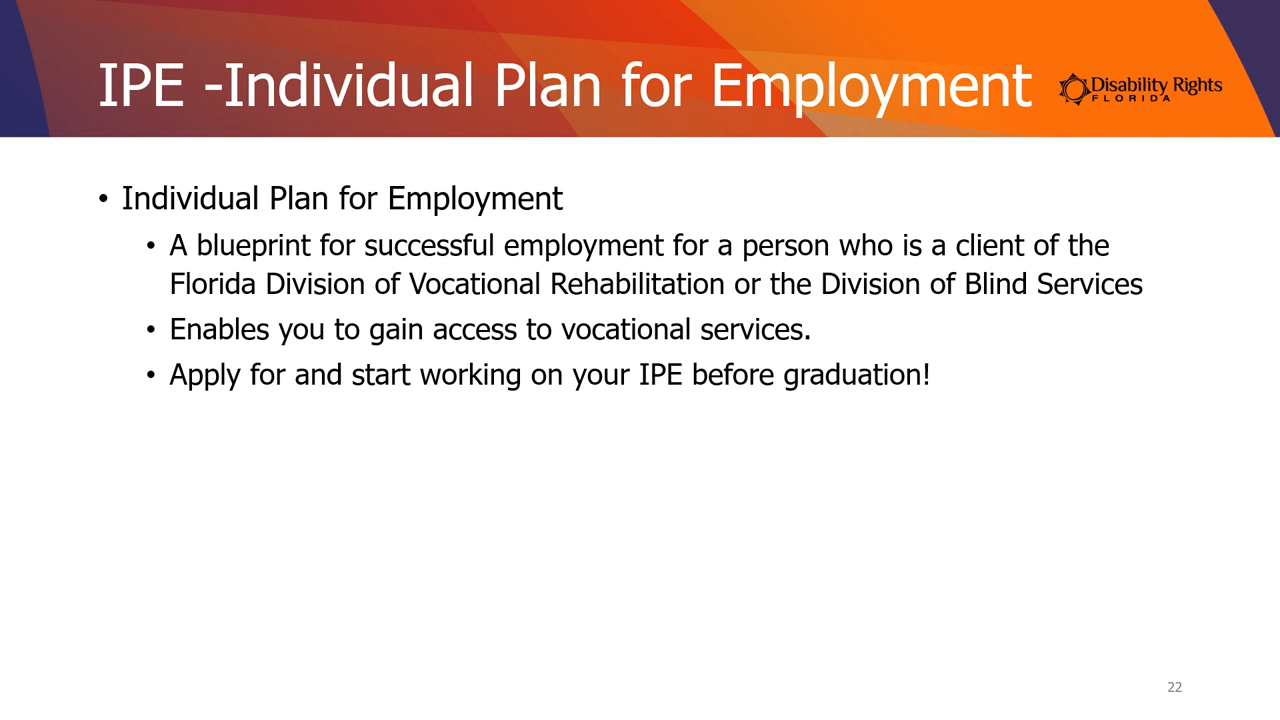 IPE -Individual Plan for Employment
Disability Rights
FLORIDA
• Individual Plan for Employment
• A blueprint for successful employment for a person who is a client of the
Florida Division of Vocational Rehabilitation or the Division of Blind Services
• Enables you to gain access to vocational services.
• Apply for and start working on your IPE before graduation!
22